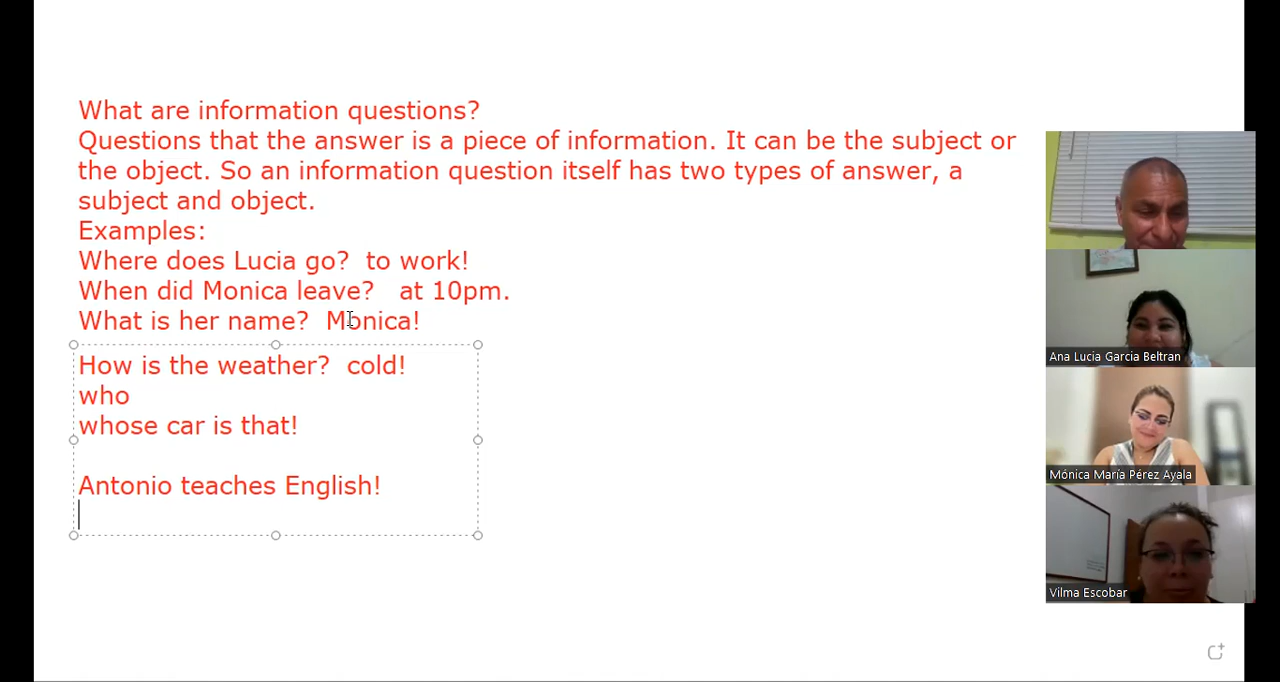 What are information questions?
Questions that the answer is a piece of information. It can be the subject or
the object. So an information question itself has two types of answer, a
subject and object.
Examples:
Where does Lucia go?  to work!
When did Monica leave?   at 10pm.
What is her name?  Monica!
How is the weather?  cold!
who
whose car is that!
Antonio teaches English!
Ana Lucia Garcia Beltran
Mónica María Pérez Ayala
Vilma Escobar